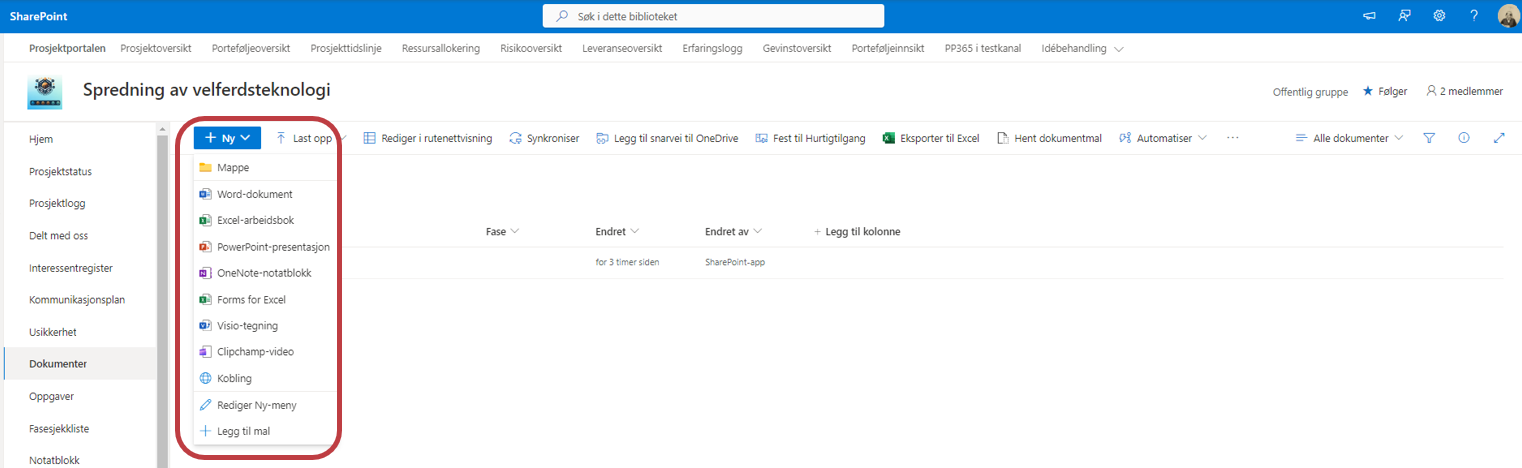 SharePoint
Søk i dette biblioteket
?
Prosjektportalen Prosjektoversikt Porteføljeoversikt Prosjekttidslinje Ressursallokering Risikooversikt Leveranseoversikt Erfaringslogg Gevinstoversikt Porteføljeinnsikt PP365 i testkanal Idébehandling
Spredning av velferdsteknologi
Offentlig gruppe Følger 2 medlemmer
Hjem
Prosjektstatus
Prosjektlogg
Delt med oss
Interessentregister
Kommunikasjonsplan
Usikkerhet
Dokumenter
Oppgaver
Fasesjekkliste
Notatblokk
+ Ny Last opp Rediger i rutenettvisning Synkroniser Legg til snarvei til OneDrive Fest til Hurtigtilgang Eksporter til Excel Hent dokumentmal Automatiser ··· Alle dokumenter
Mappe
Word-dokument
Excel-arbeidsbok
PowerPoint-presentasjon
OneNote-notatblokk
Forms for Excel
Visio-tegning
Clipchamp-video
Kobling
Rediger Ny-meny
+ Legg til mal
Fase Endret Endret av + Legg til kolonne
for 3 timer siden SharePoint-app